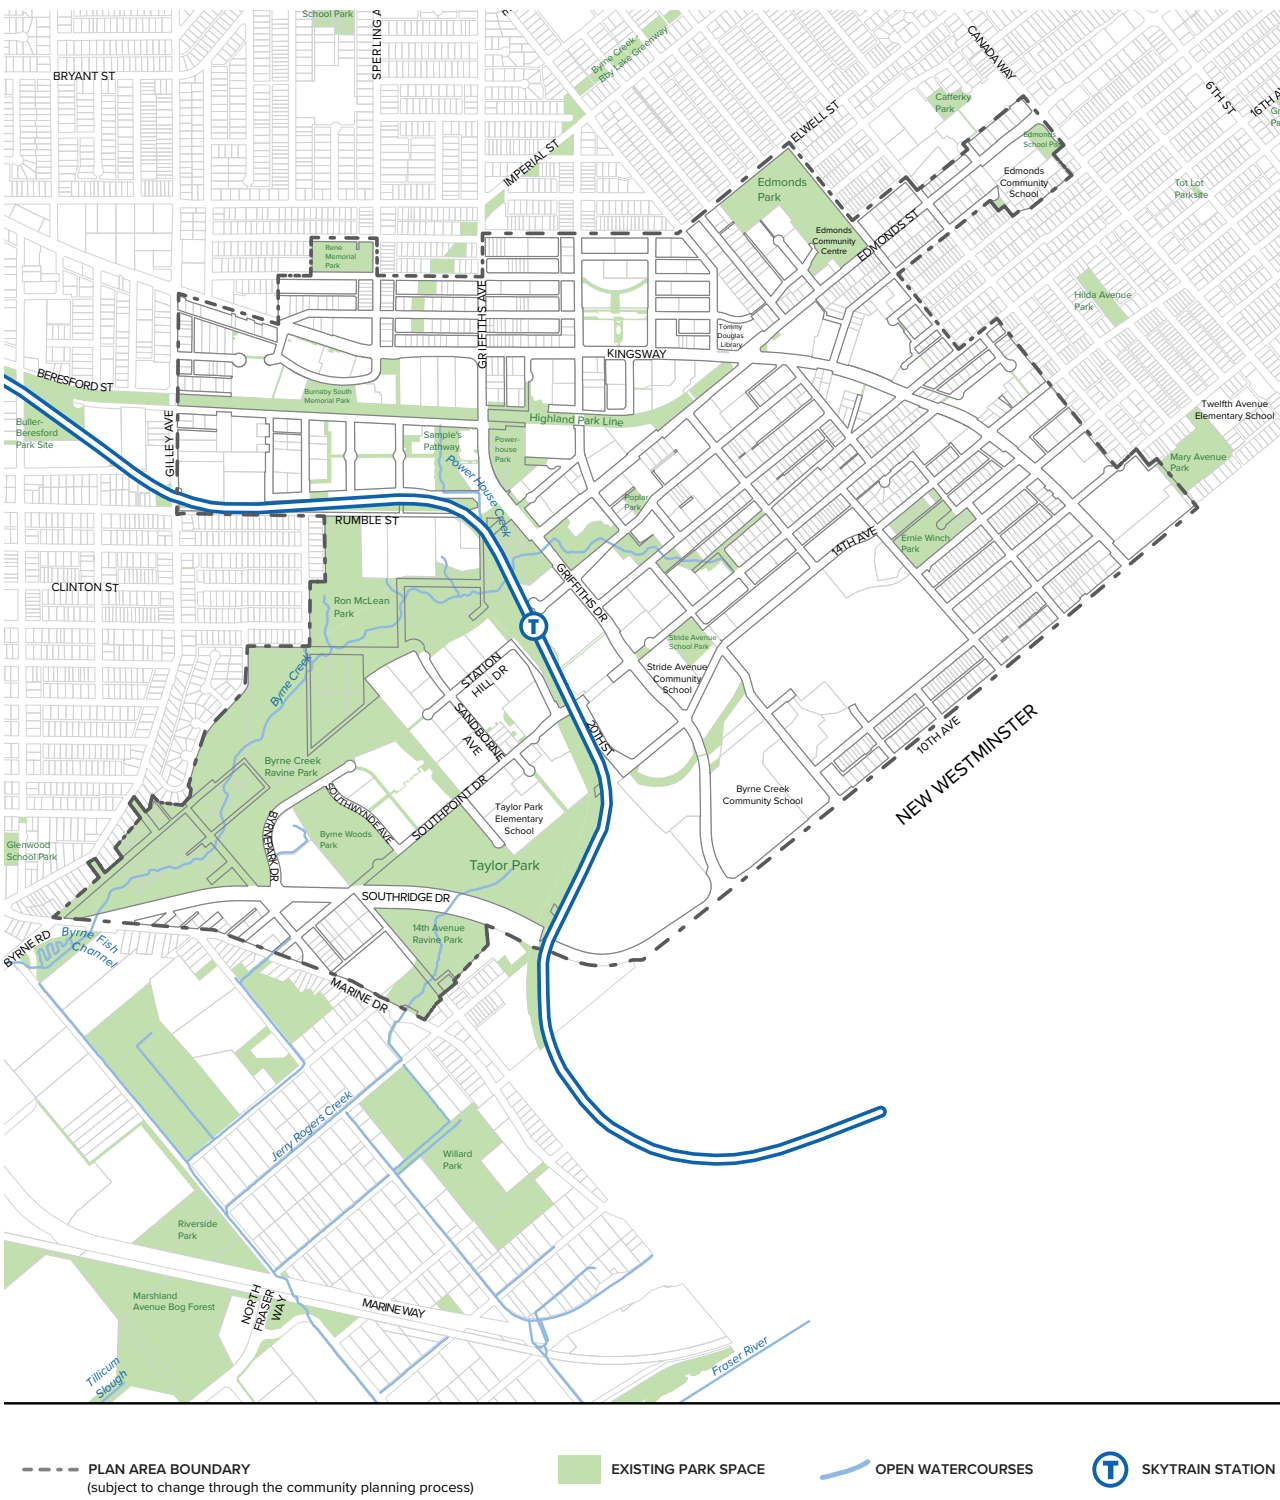 School Park
SPERLING A
BRYANT ST
Byrne Creek-
Bby Lake Greenway
CANADA WAY
6TH ST
16TH A
Cafferky
Park
ELWELL ST
IMPERIAL ST
Edmonds
School Pa
Edmonds
Community
School
Tot Lot
Parksite
Edmonds
Park
Edmonds
Community
Centre
EDMONDS ST
Rene
Memorial
Park
GRIFFITHS AVE
Hilda Avenue
Park
Tommy
Douglas
Library
KINGSWAY
BERESFORD ST
Burnaby South
Memorial Park
Highland Park Line
Twelfth Avenue
Elementary School
Buller-
Beresford
Park Site
GILLEY AVE
Sample's
Pathway
Power-
house
Park
Power House Creek
Mary Avenue
Park
Poplar
Park
RUMBLE ST
14TH AVE
Ernie Winch
Park
CLINTON ST
Ron McLean
Park
GRIFFITHS DR
T
Stride Avenue
School Park
Stride Avenue
Community
School
Byrne Creek
STATION
HILL DR
SANDBORNE
AVE
20TH ST
10TH AVE
NEW WESTMINSTER
Byrne Creek
Ravine Park
SOUTHPOINT DR
SOUTHWYNDE AVE
BYRNEPARK DR
Byrne Woods
Park
Taylor Park
Elementary
School
Byrne Creek
Community School
Glenwood
School Park
Taylor Park
SOUTHRIDGE DR
14th Avenue
Ravine Park
BYRNE RD
Byrne Fish
Channel
MARINE DR
Jerry Rogers Creek
Willard
Park
Riverside
Park
Marshland
Avenue Bog Forest
NORTH
FRASER
WAY
MARINE WAY
Tillicum
Slough
Fraser River
PLAN AREA BOUNDARY
(subject to change through the community planning process)
EXISTING PARK SPACE
OPEN WATERCOURSES
T
SKYTRAIN STATION